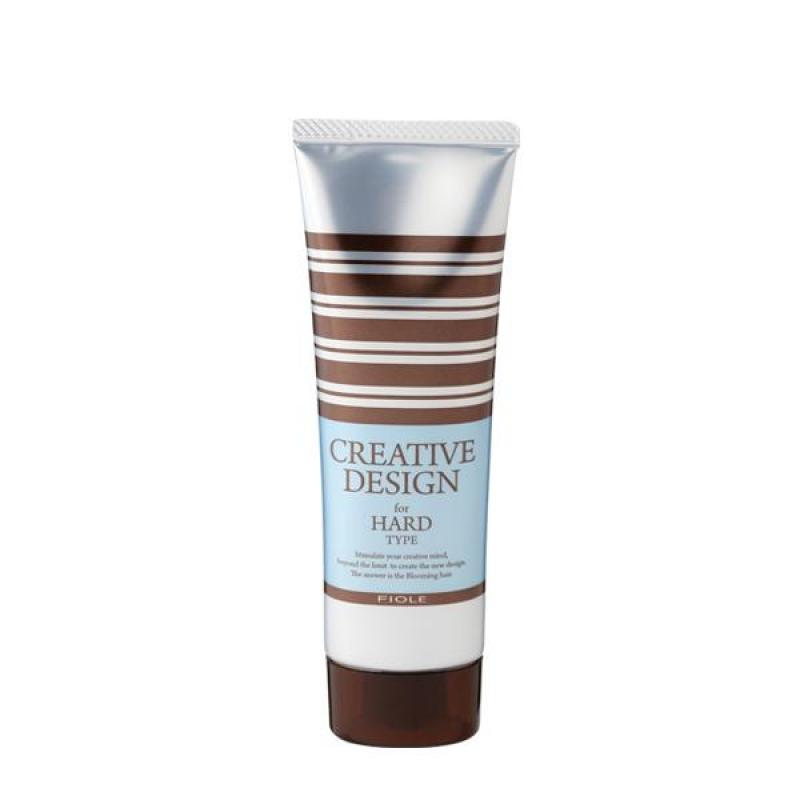 CREATIVE
DESIGN
for
HARD
TYPE
Stimulate your creative mind,
beyond the limit to create the new design.
The answer is the Blooming hair
FIOLE